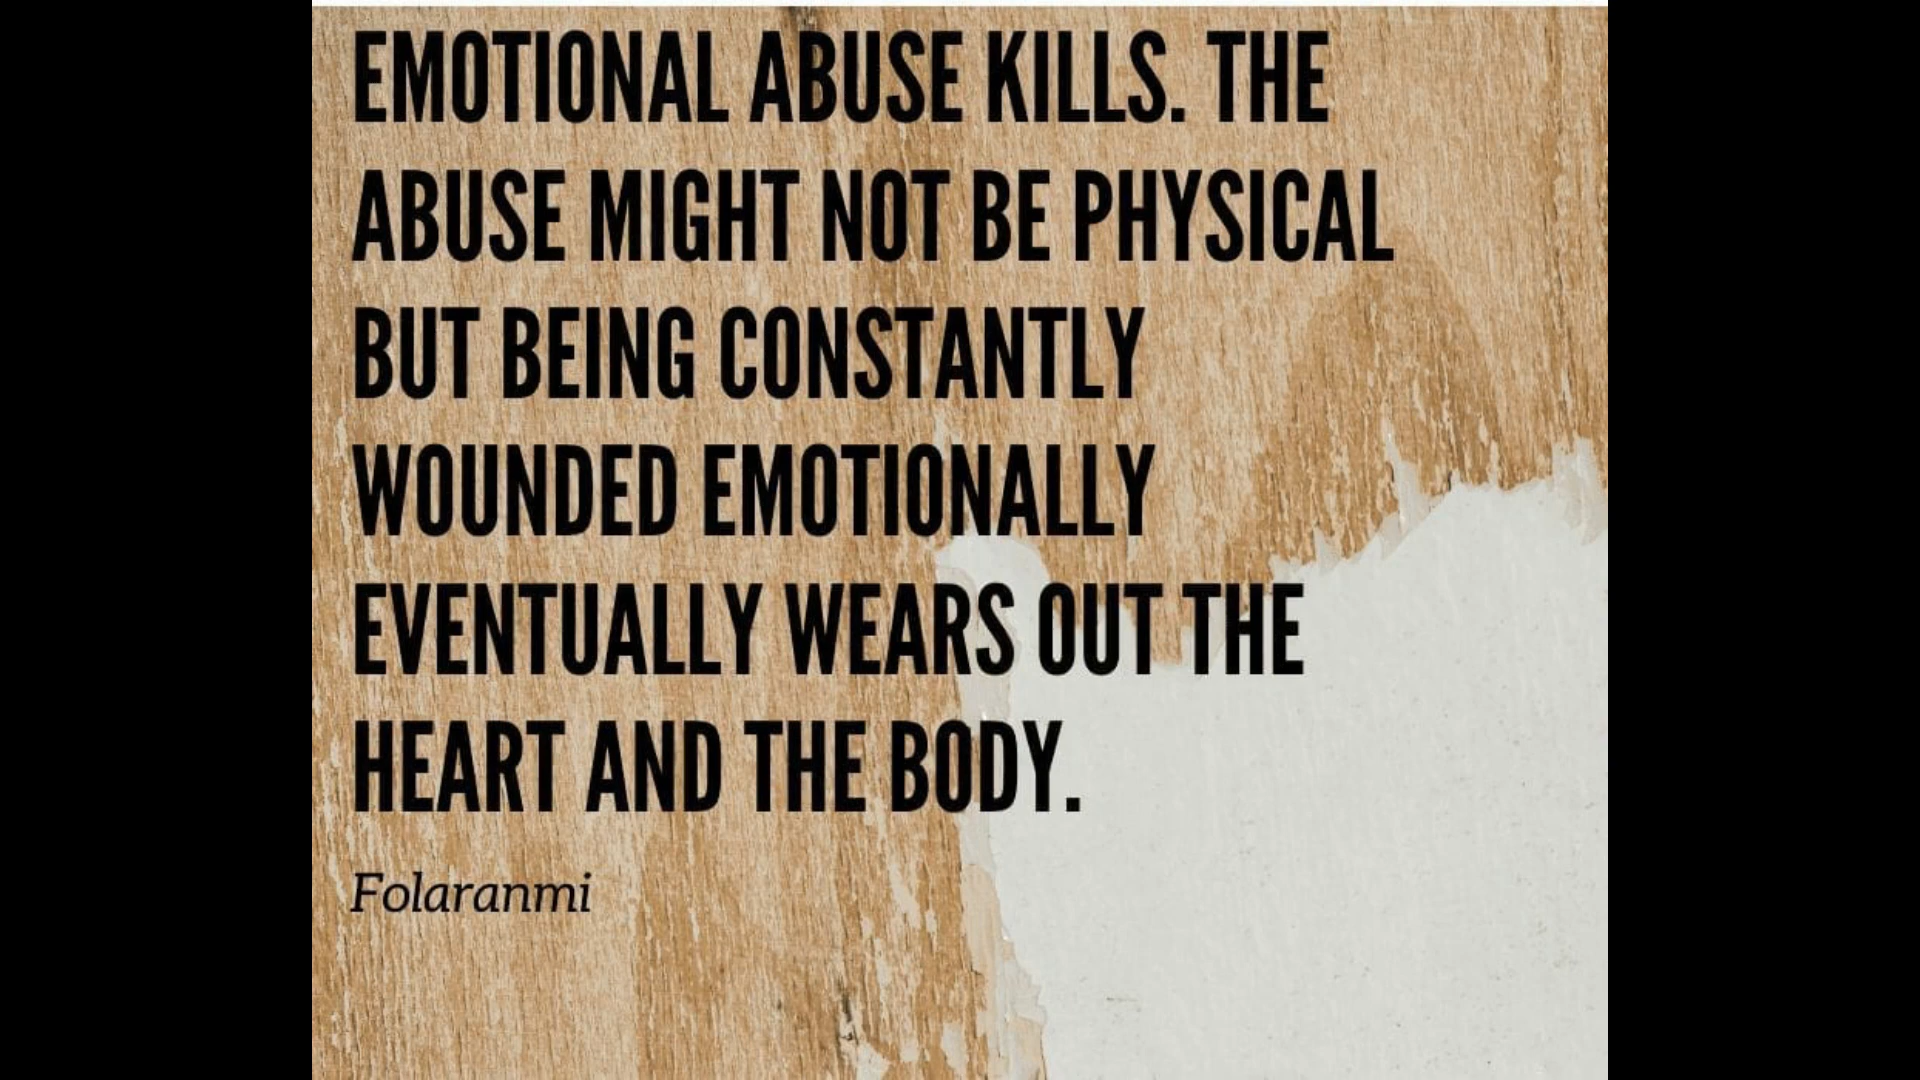 EMOTIONAL ABUSE KILLS. THE
ABUSE MIGHT NOT BE PHYSICAL
BUT BEING CONSTANTLY
WOUNDED EMOTIONALLY
EVENTUALLY WEARS OUT THE
HEART AND THE BODY.
Folaranmi